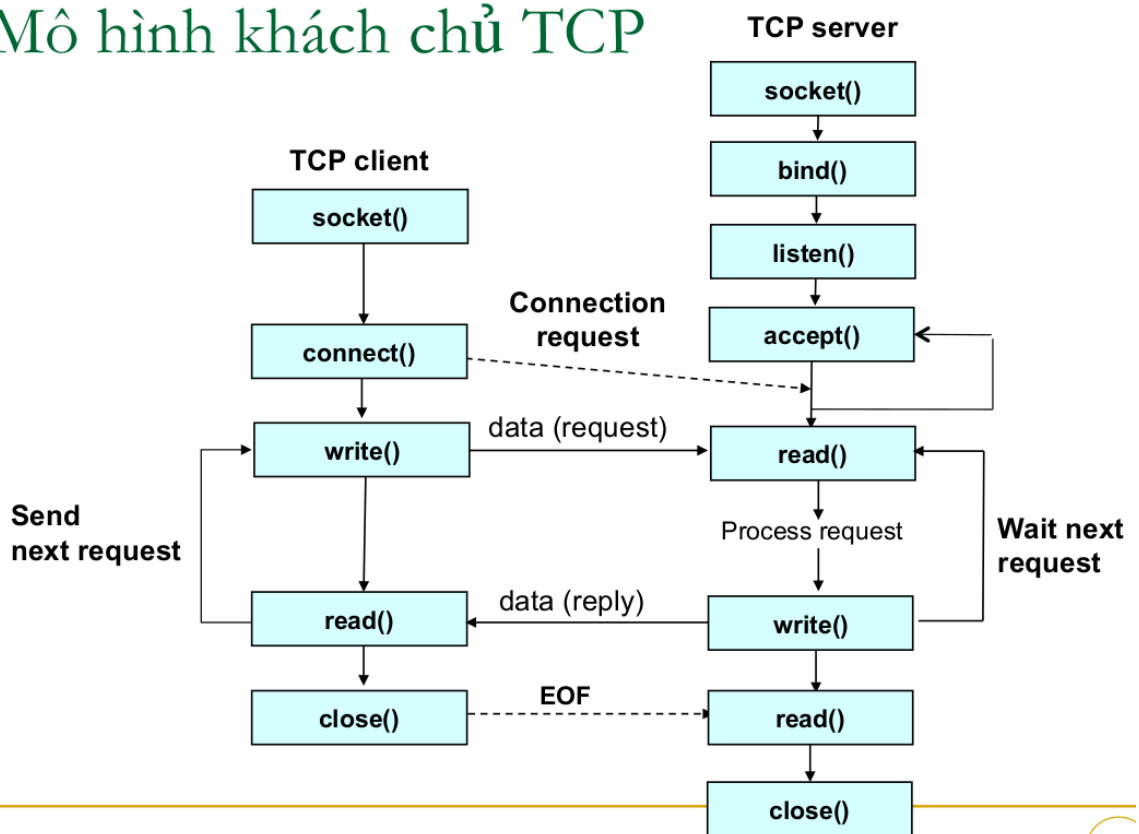 Mô hình khách chủ TCP
TCP server
socket()
bind()
TCP client
socket()
listen()
Connection
request
accept()
connect()
data (request)
write()
read()
Send
next request
Process request
Wait next
request
data (reply)
read()
write()
EOF
close()
read()
close()